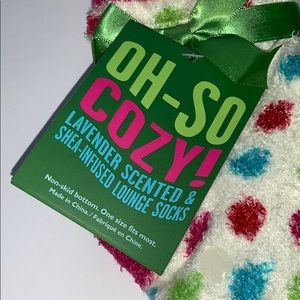 OH-SO
COZY!
LAVENDER SCENTED &
SHEA-INFUSED LOUNGE SOCKS
Non-skid bottom. One size fits most.
Made in China. / Fabriqué en Chine.